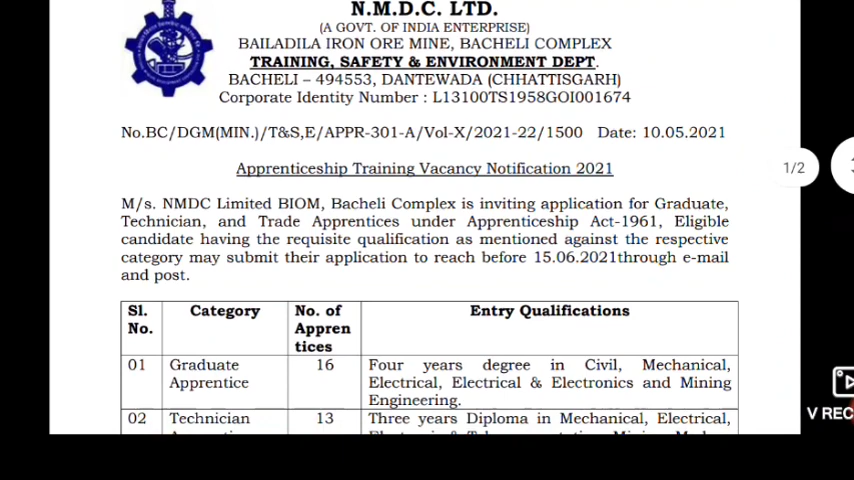 N.M.D.C. LTD.
(A GOVT. OF INDIA ENTERPRISE)
BAILADILA IRON ORE MINE, BACHELI COMPLEX
TRAINING, SAFETY & ENVIRONMENT DEPT.
BACHELI – 494553, DANTEWADA (CHHATTISGARH)
Corporate Identity Number : L13100TS1958GOI001674
No.BC/DGM(MIN.)/T&S,E/APPR-301-A/Vol-X/2021-22/1500 Date: 10.05.2021
Apprenticeship Training Vacancy Notification 2021
1/2
M/s. NMDC Limited BIOM, Bacheli Complex is inviting application for Graduate,
Technician, and Trade Apprentices under Apprenticeship Act-1961, Eligible
candidate having the requisite qualification as mentioned against the respective
category may submit their application to reach before 15.06.2021through e-mail
and post.
Sl. No. Category No. of Appren tices Entry Qualifications
01 Graduate Apprentice 16 Four years degree in Civil, Mechanical,
Electrical, Electrical & Electronics and Mining
Engineering.
02 Technician 13 Three years Diploma in Mechanical, Electrical,
V REC